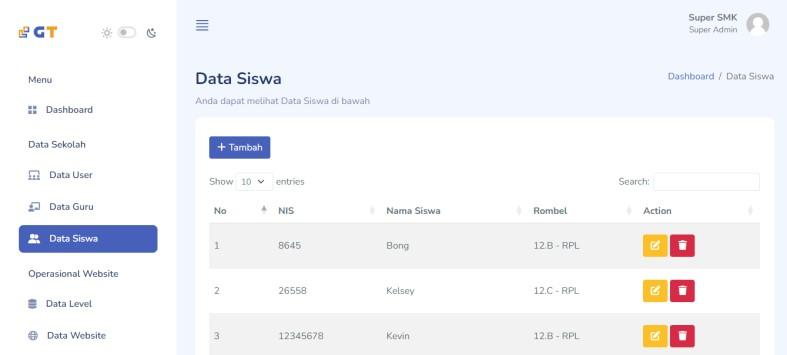 GT
Menu
Dashboard
Data Sekolah
Data User
Data Guru
Data Siswa
Operasional Website
Data Level
Data Website
Super SMK
Super Admin
Data Siswa
Dashboard / Data Siswa
Anda dapat melihat Data Siswa di bawah
+ Tambah
Show 10 entries
Search:
No NIS Nama Siswa Rombel Action
1 8645 Bong 12.B - RPL
2 26558 Kelsey 12.C - RPL
3 12345678 Kevin 12.B - RPL